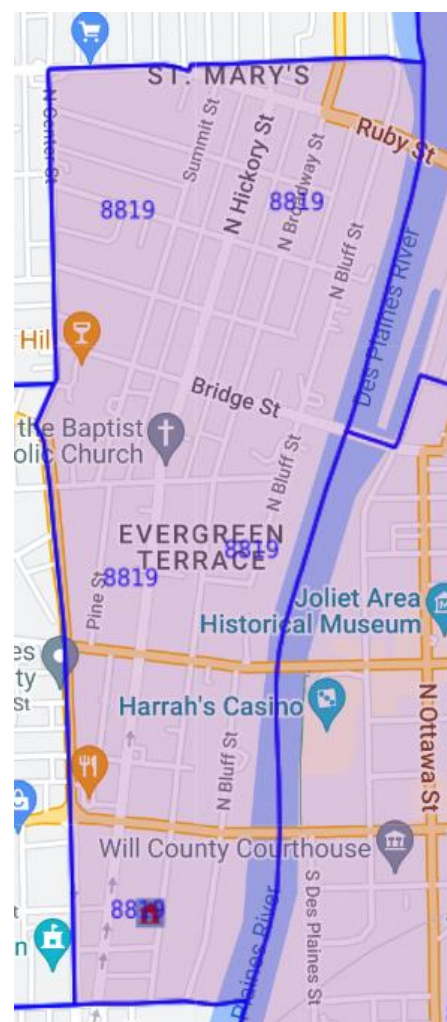 ST. MARY'S
N Center St
Summit St
Ruby St
8819
N Hickory St
8819
N Broadway St
N Bluff St
Des Plaines River
Hil
Bridge St
the Baptist
olic Church
N Bluff St
EVERGREEN
TERRACE
8819
8819
Pine St
Joliet Area
Historical Museum
es
ty
St
Harrah's Casino
N Ottawa St
N Bluff St
Will County Courthouse
8819
S Des Plaines St
Plaines River
t
n